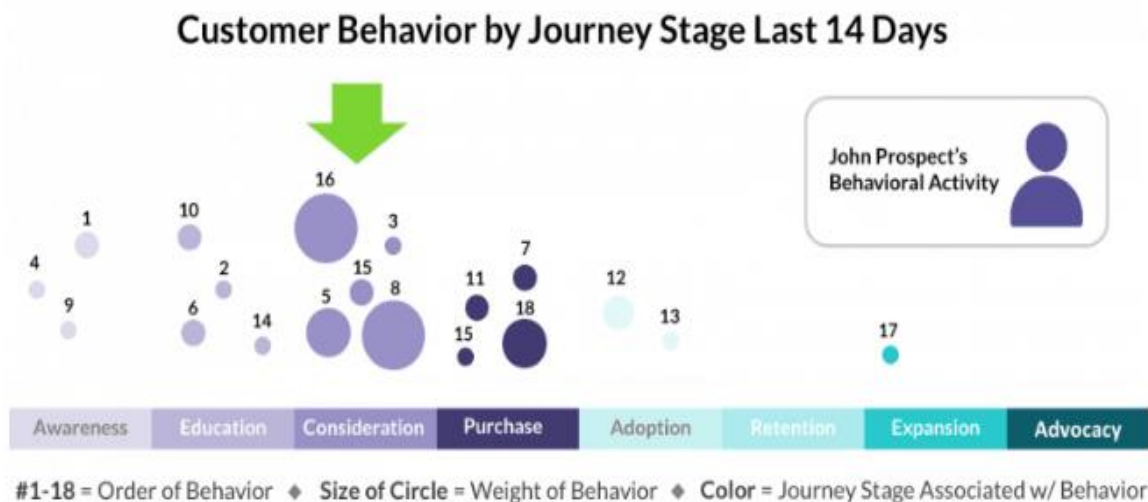 Customer Behavior by Journey Stage Last 14 Days
John Prospect's
Behavioral Activity
16
1
10
3
4
2
15
7
12
9
6
5
8
11
18
13
14
15
17
Awareness
Education
Consideration
Purchase
Adoption
Retention
Expansion
Advocacy
#1-18 = Order of Behavior ◆ Size of Circle = Weight of Behavior ◆ Color = Journey Stage Associated w/ Behavior